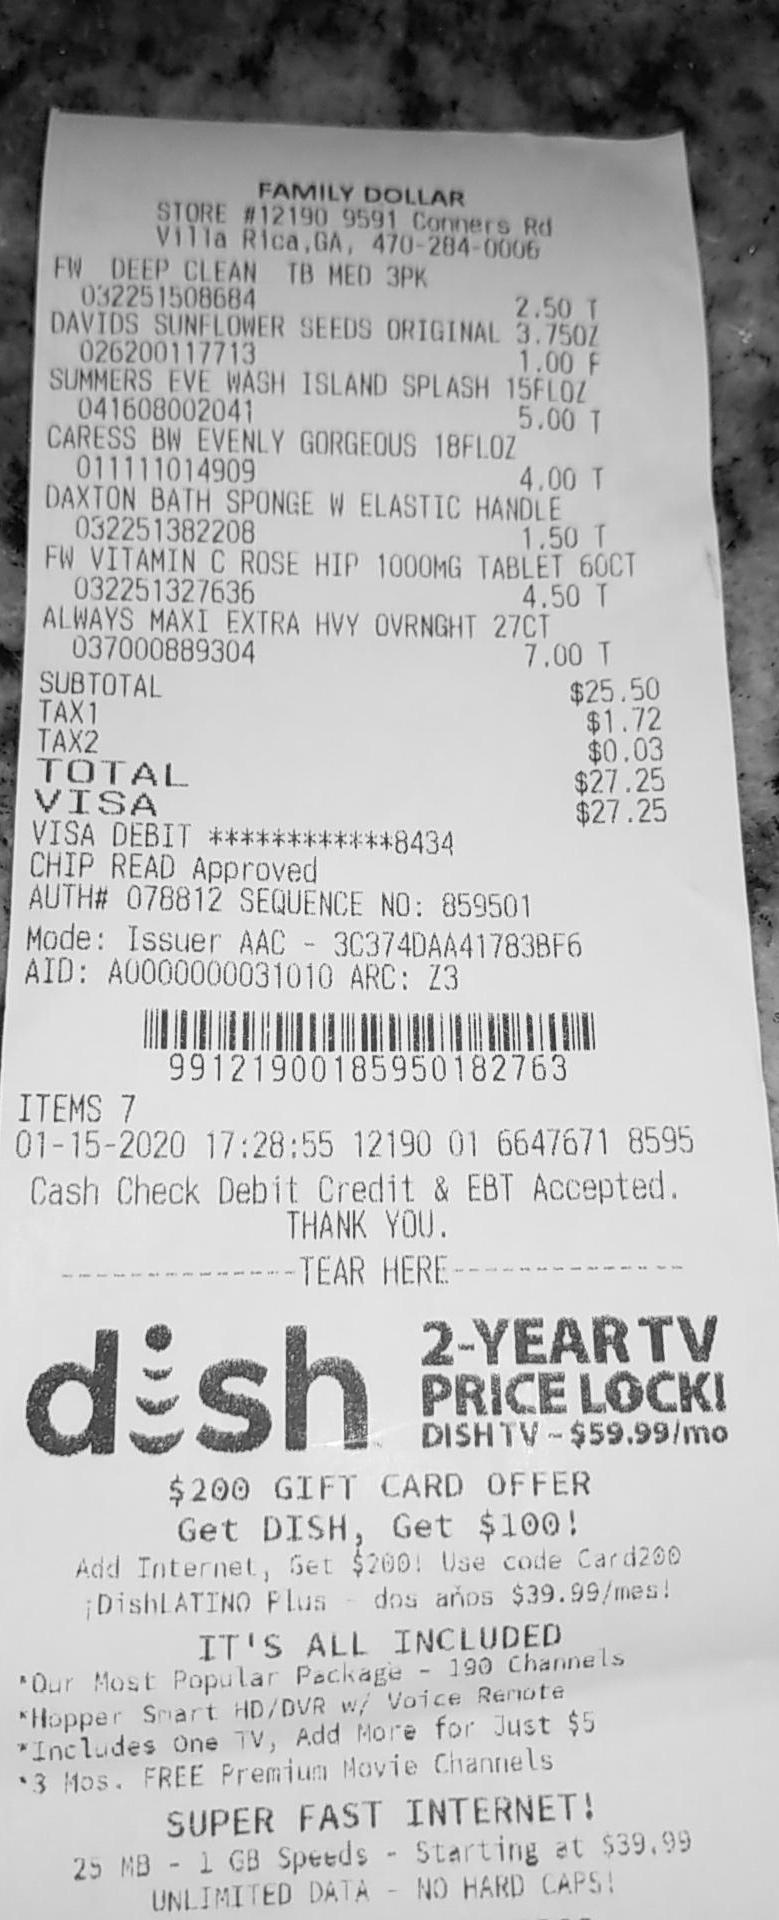 FAMILY DOLLAR
STORE #12190 9591 Conners Rd
Villa Rica,GA, 470-284-0006
FW DEEP CLEAN TB MED 3PK
032251508684 2.50 T
DAVIDS SUNFLOWER SEEDS ORIGINAL 3.75OZ
026200117713 1.00 F
SUMMERS EVE WASH ISLAND SPLASH 15FLOZ
041608002041 5.00 T
CARESS BW EVENLY GORGEOUS 18FLOZ
011111014909 4.00 T
DAXTON BATH SPONGE W ELASTIC HANDLE
032251382208 1.50 T
FW VITAMIN C ROSE HIP 1000MG TABLET 60CT
032251327636 4.50 T
ALWAYS MAXI EXTRA HVY OVRNGHT 27CT
037000889304 7.00 T
SUBTOTAL $25.50
TAX1 $1.72
TAX2 $0.03
TOTAL $27.25
VISA $27.25
VISA DEBIT ************8434
CHIP READ Approved
AUTH# 078812 SEQUENCE NO: 859501
Mode: Issuer AAC - 3C374DAA41783BF6
AID: A0000000031010 ARC: Z3
99121900185950182763
ITEMS 7
01-15-2020 17:28:55 12190 01 6647671 8595
Cash Check Debit Credit & EBT Accepted.
THANK YOU.
---------------TEAR HERE---------------
dish 2-YEAR TV
PRICE LOCK!
DISH TV - $59.99/mo
$200 GIFT CARD OFFER
Get DISH, Get $100!
Add Internet, Get $200! Use code Card200
¡DishLATINO Plus - dos años $39.99/mes!
IT'S ALL INCLUDED
*Our Most Popular Package - 190 Channels
*Hopper Smart HD/DVR w/ Voice Remote
*Includes One TV, Add More for Just $5
*3 Mos. FREE Premium Movie Channels
SUPER FAST INTERNET!
25 MB - 1 GB Speeds - Starting at $39.99
UNLIMITED DATA - NO HARD CAPS!